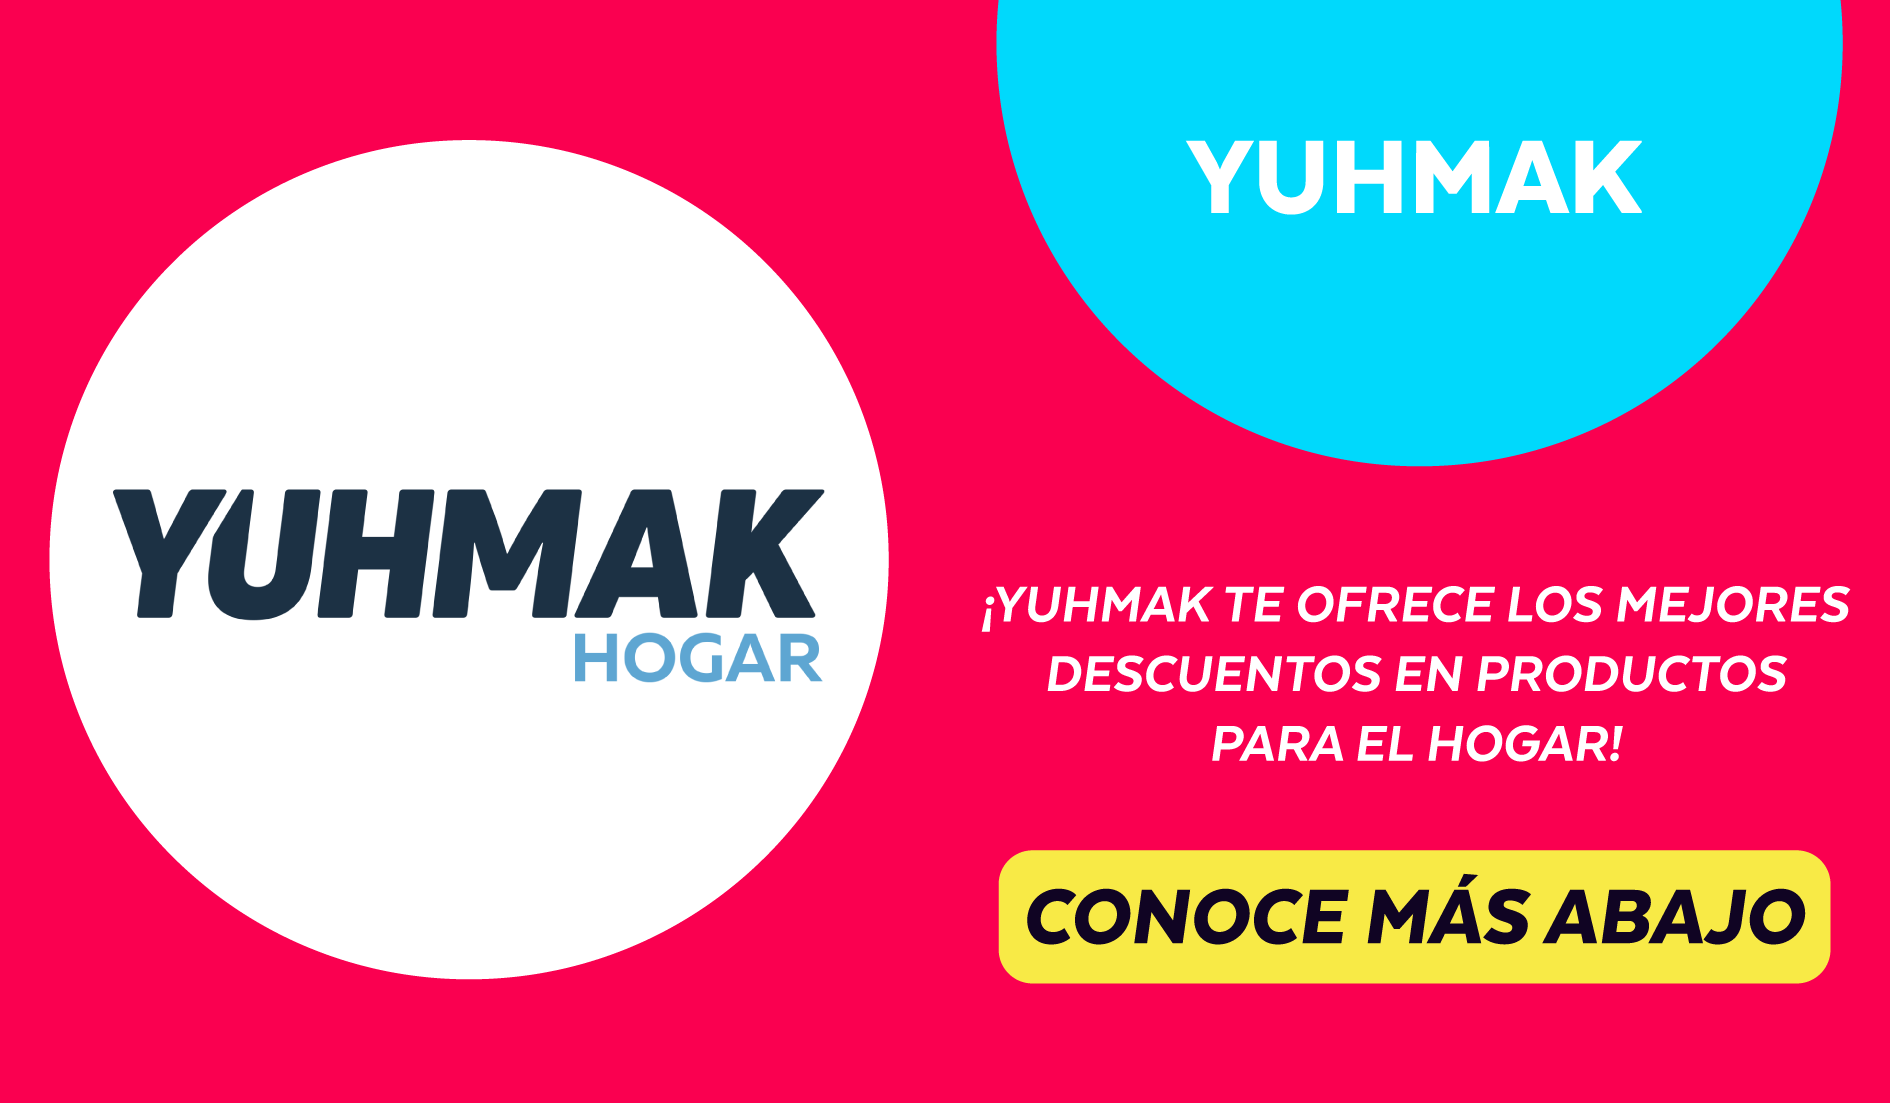 YUHMAK
HOGAR
YUHMAK
¡YUHMAK TE OFRECE LOS MEJORES
DESCUENTOS EN PRODUCTOS
PARA EL HOGAR!
CONOCE MÁS ABAJO